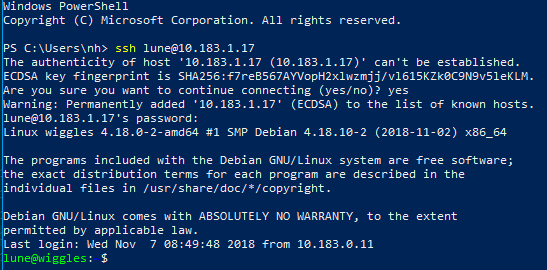 Windows PowerShell
Copyright (C) Microsoft Corporation. All rights reserved.
PS C:\Users\nh> ssh lune@10.183.1.17
The authenticity of host '10.183.1.17 (10.183.1.17)' can't be established.
ECDSA key fingerprint is SHA256:f7reB567AYVopH2xlwzmjj/vl615KZk0C9N9v5leKLM.
Are you sure you want to continue connecting (yes/no)? yes
Warning: Permanently added '10.183.1.17' (ECDSA) to the list of known hosts.
lune@10.183.1.17's password:
Linux wiggles 4.18.0-2-amd64 #1 SMP Debian 4.18.10-2 (2018-11-02) x86_64
The programs included with the Debian GNU/Linux system are free software;
the exact distribution terms for each program are described in the
individual files in /usr/share/doc/*/copyright.
Debian GNU/Linux comes with ABSOLUTELY NO WARRANTY, to the extent
permitted by applicable law.
Last login: Wed Nov  7 08:49:48 2018 from 10.183.0.11
lune@wiggles: $